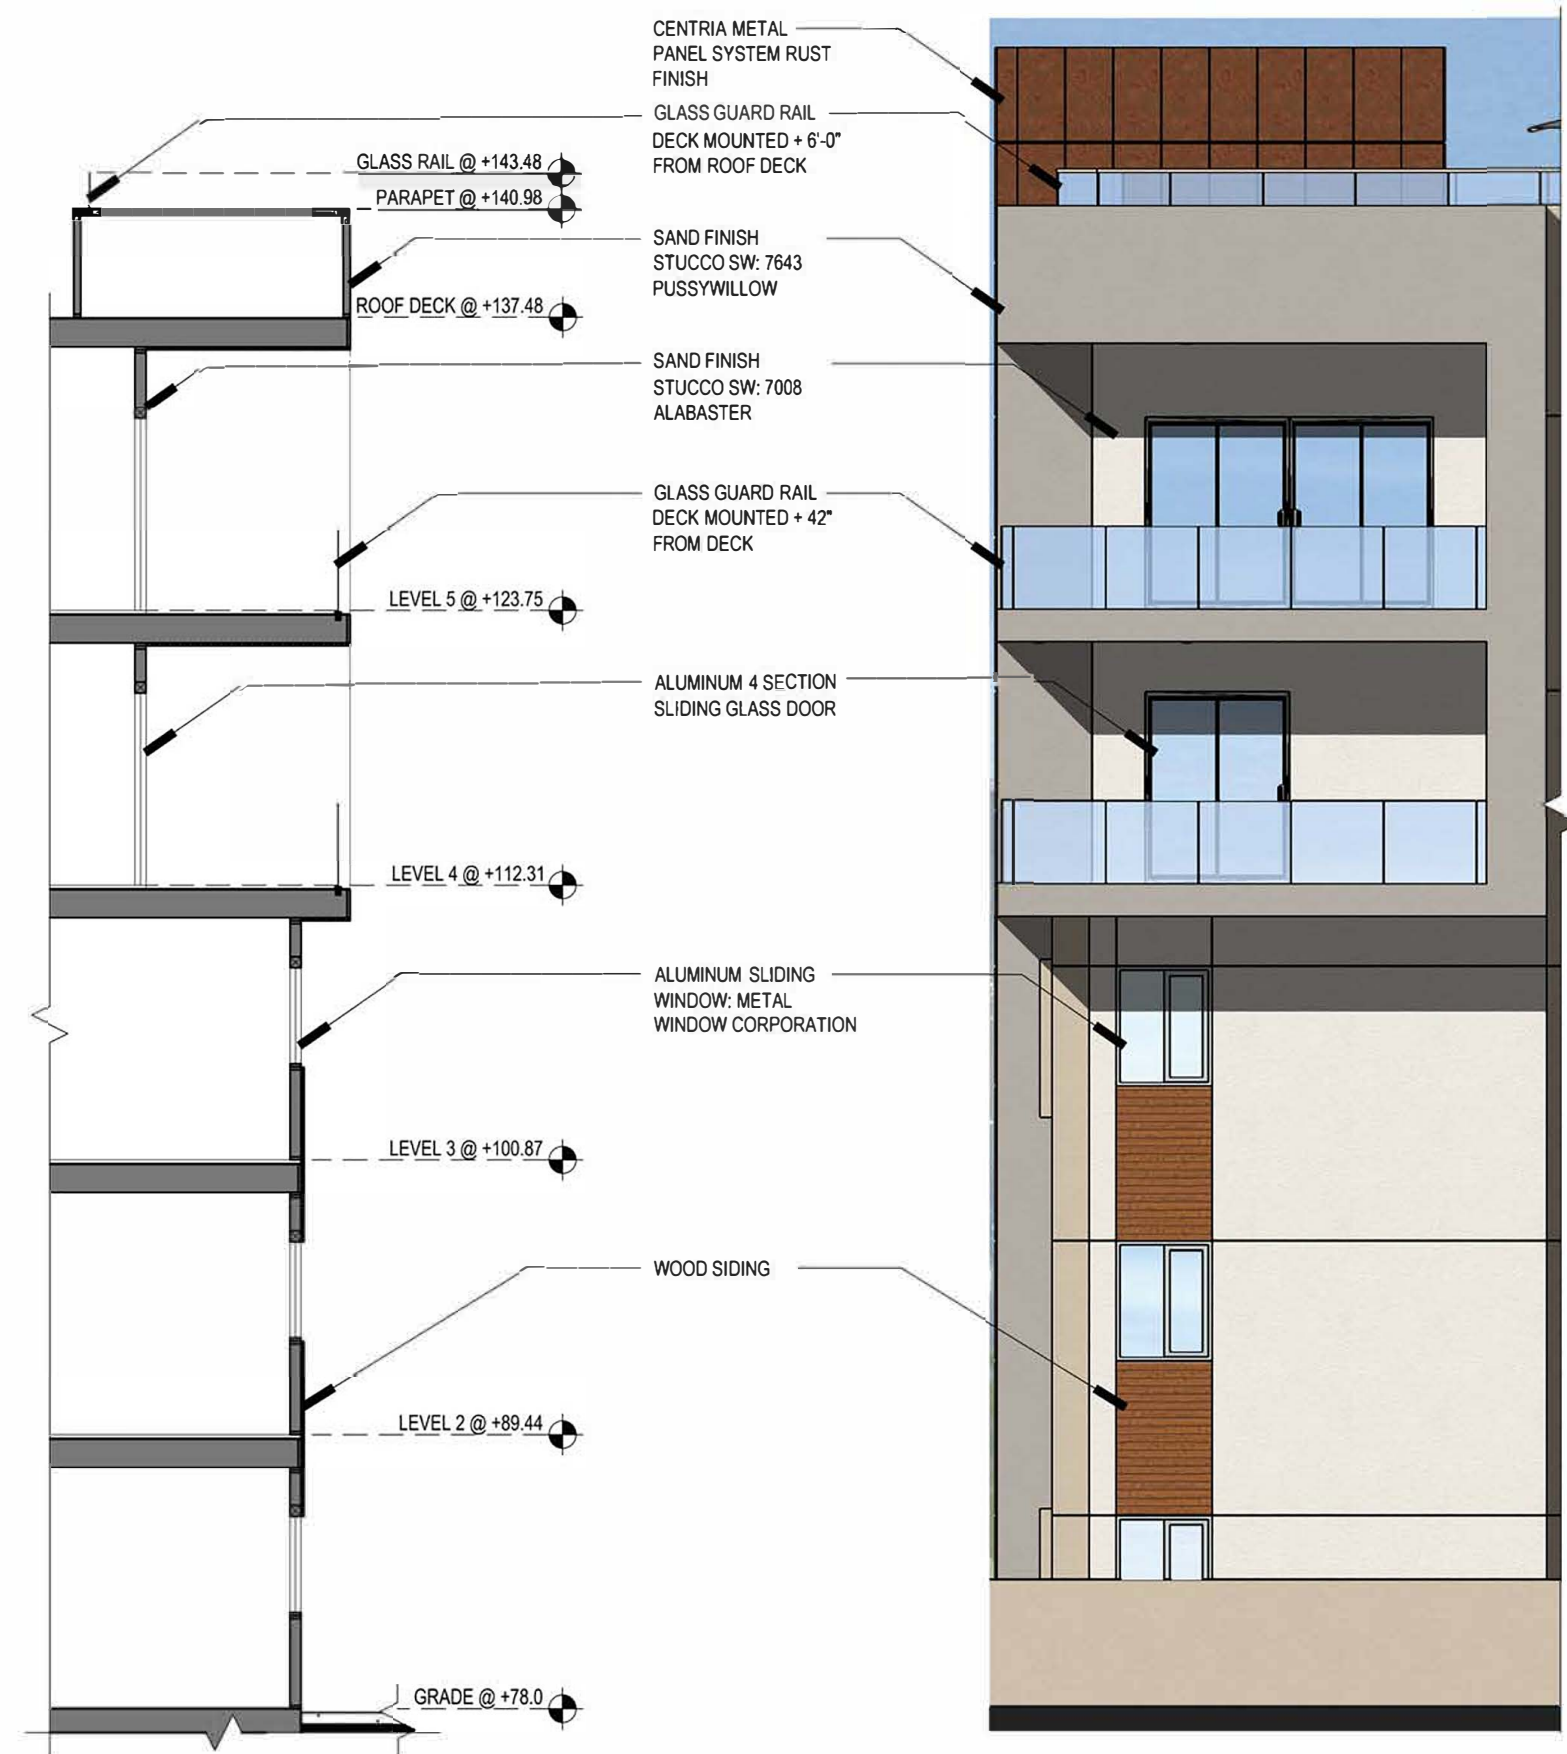 CENTRIA METAL
PANEL SYSTEM RUST
FINISH
GLASS GUARD RAIL
DECK MOUNTED + 6'-0"
FROM ROOF DECK
GLASS RAIL @ +143.48
PARAPET @ +140.98
SAND FINISH
STUCCO SW: 7643
PUSSYWILLOW
ROOF DECK @ +137.48
SAND FINISH
STUCCO SW: 7008
ALABASTER
GLASS GUARD RAIL
DECK MOUNTED + 42"
FROM DECK
LEVEL 5 @ +123.75
ALUMINUM 4 SECTION
SLIDING GLASS DOOR
LEVEL 4 @ +112.31
ALUMINUM SLIDING
WINDOW: METAL
WINDOW CORPORATION
LEVEL 3 @ +100.87
WOOD SIDING
LEVEL 2 @ +89.44
GRADE @ +78.0